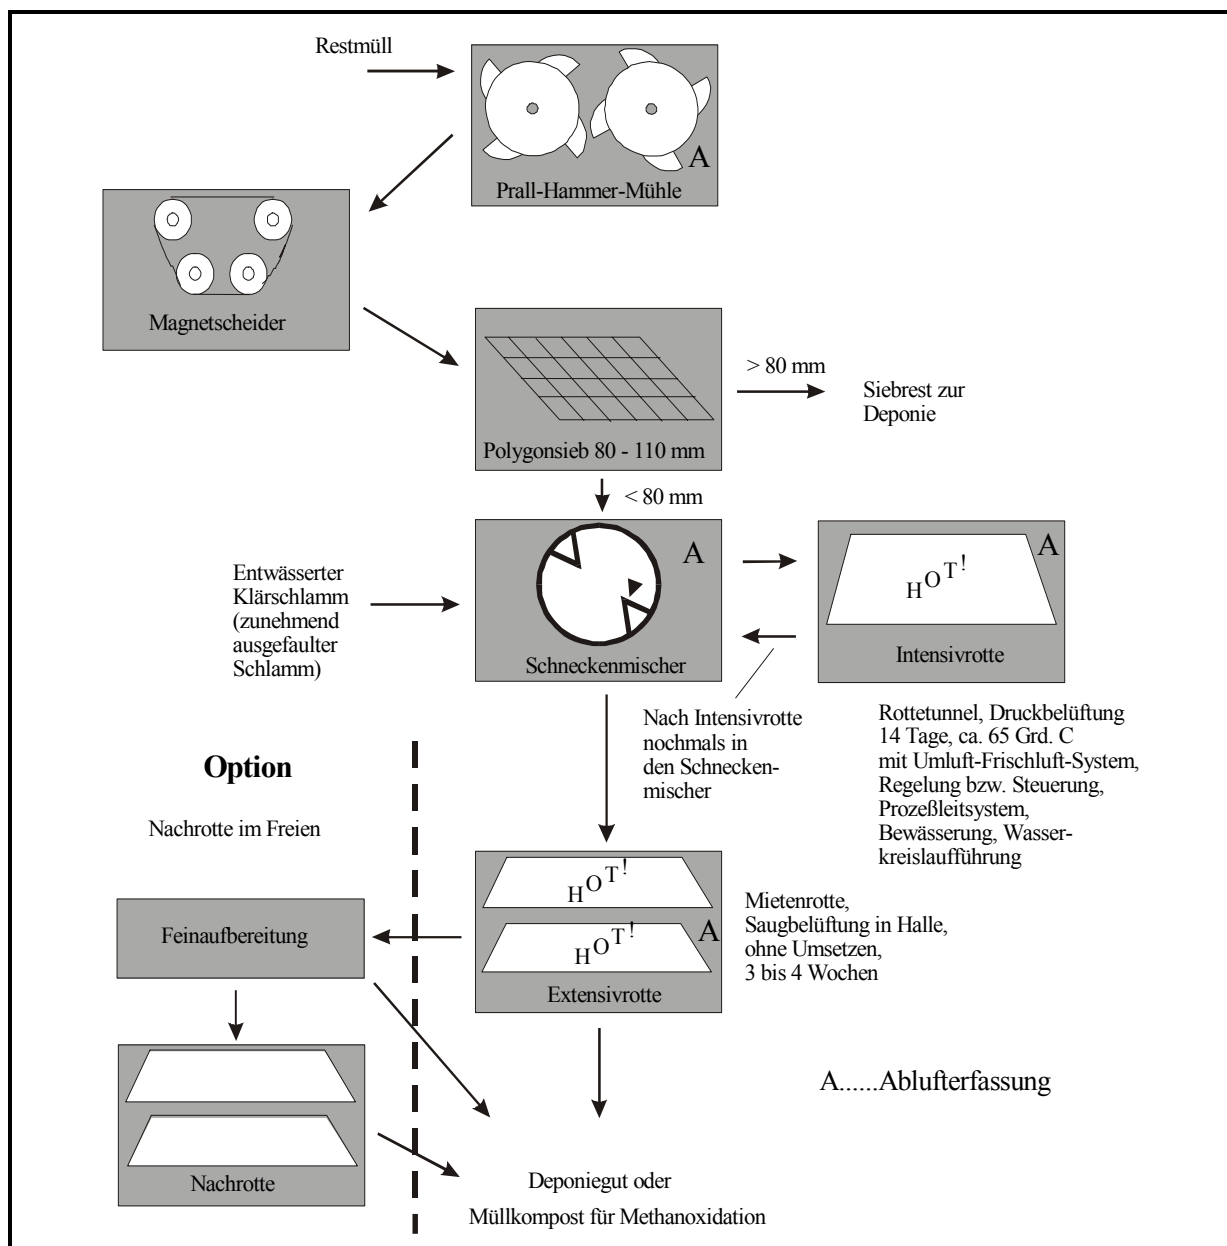 Restmüll
A
Prall-Hammer-Mühle
Magnetscheider
> 80 mm
Siebrest zur
Deponie
Polygonsieb 80 - 110 mm
< 80 mm
A
Schneckenmischer
Entwässerter
Klärschlamm
(zunehmend
ausgefaulter
Schlamm)
A
HOT!
Intensivrotte
Nach Intensivrotte
nochmals in
den Schnecken-
mischer
Rottetunnel, Druckbelüftung
14 Tage, ca. 65 Grd. C
mit Umluft-Frischluft-System,
Regelung bzw. Steuerung,
Prozeßleitsystem,
Bewässerung, Wasser-
kreislaufführung
Option
Nachrotte im Freien
HOT!
A
HOT!
Extensivrotte
Mietenrotte,
Saugbelüftung in Halle,
ohne Umsetzen,
3 bis 4 Wochen
Feinaufbereitung
Nachrotte
A......Ablufterfassung
Deponiegut oder
Müllkompost für Methanoxidation